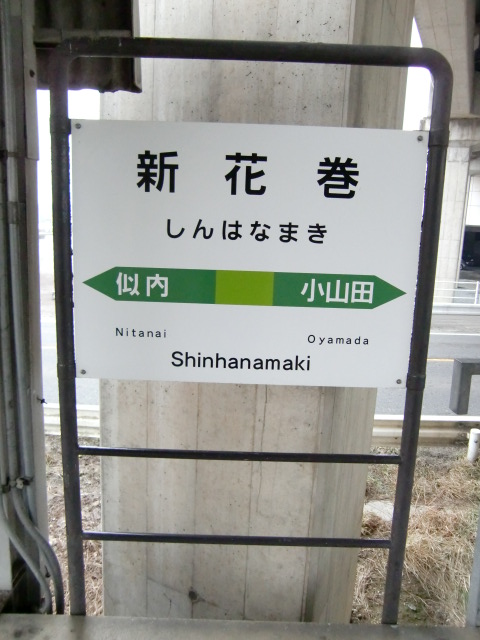 新花巻
しんはなまき
似内 小山田
Nitanai Oyamada
Shinhanamaki